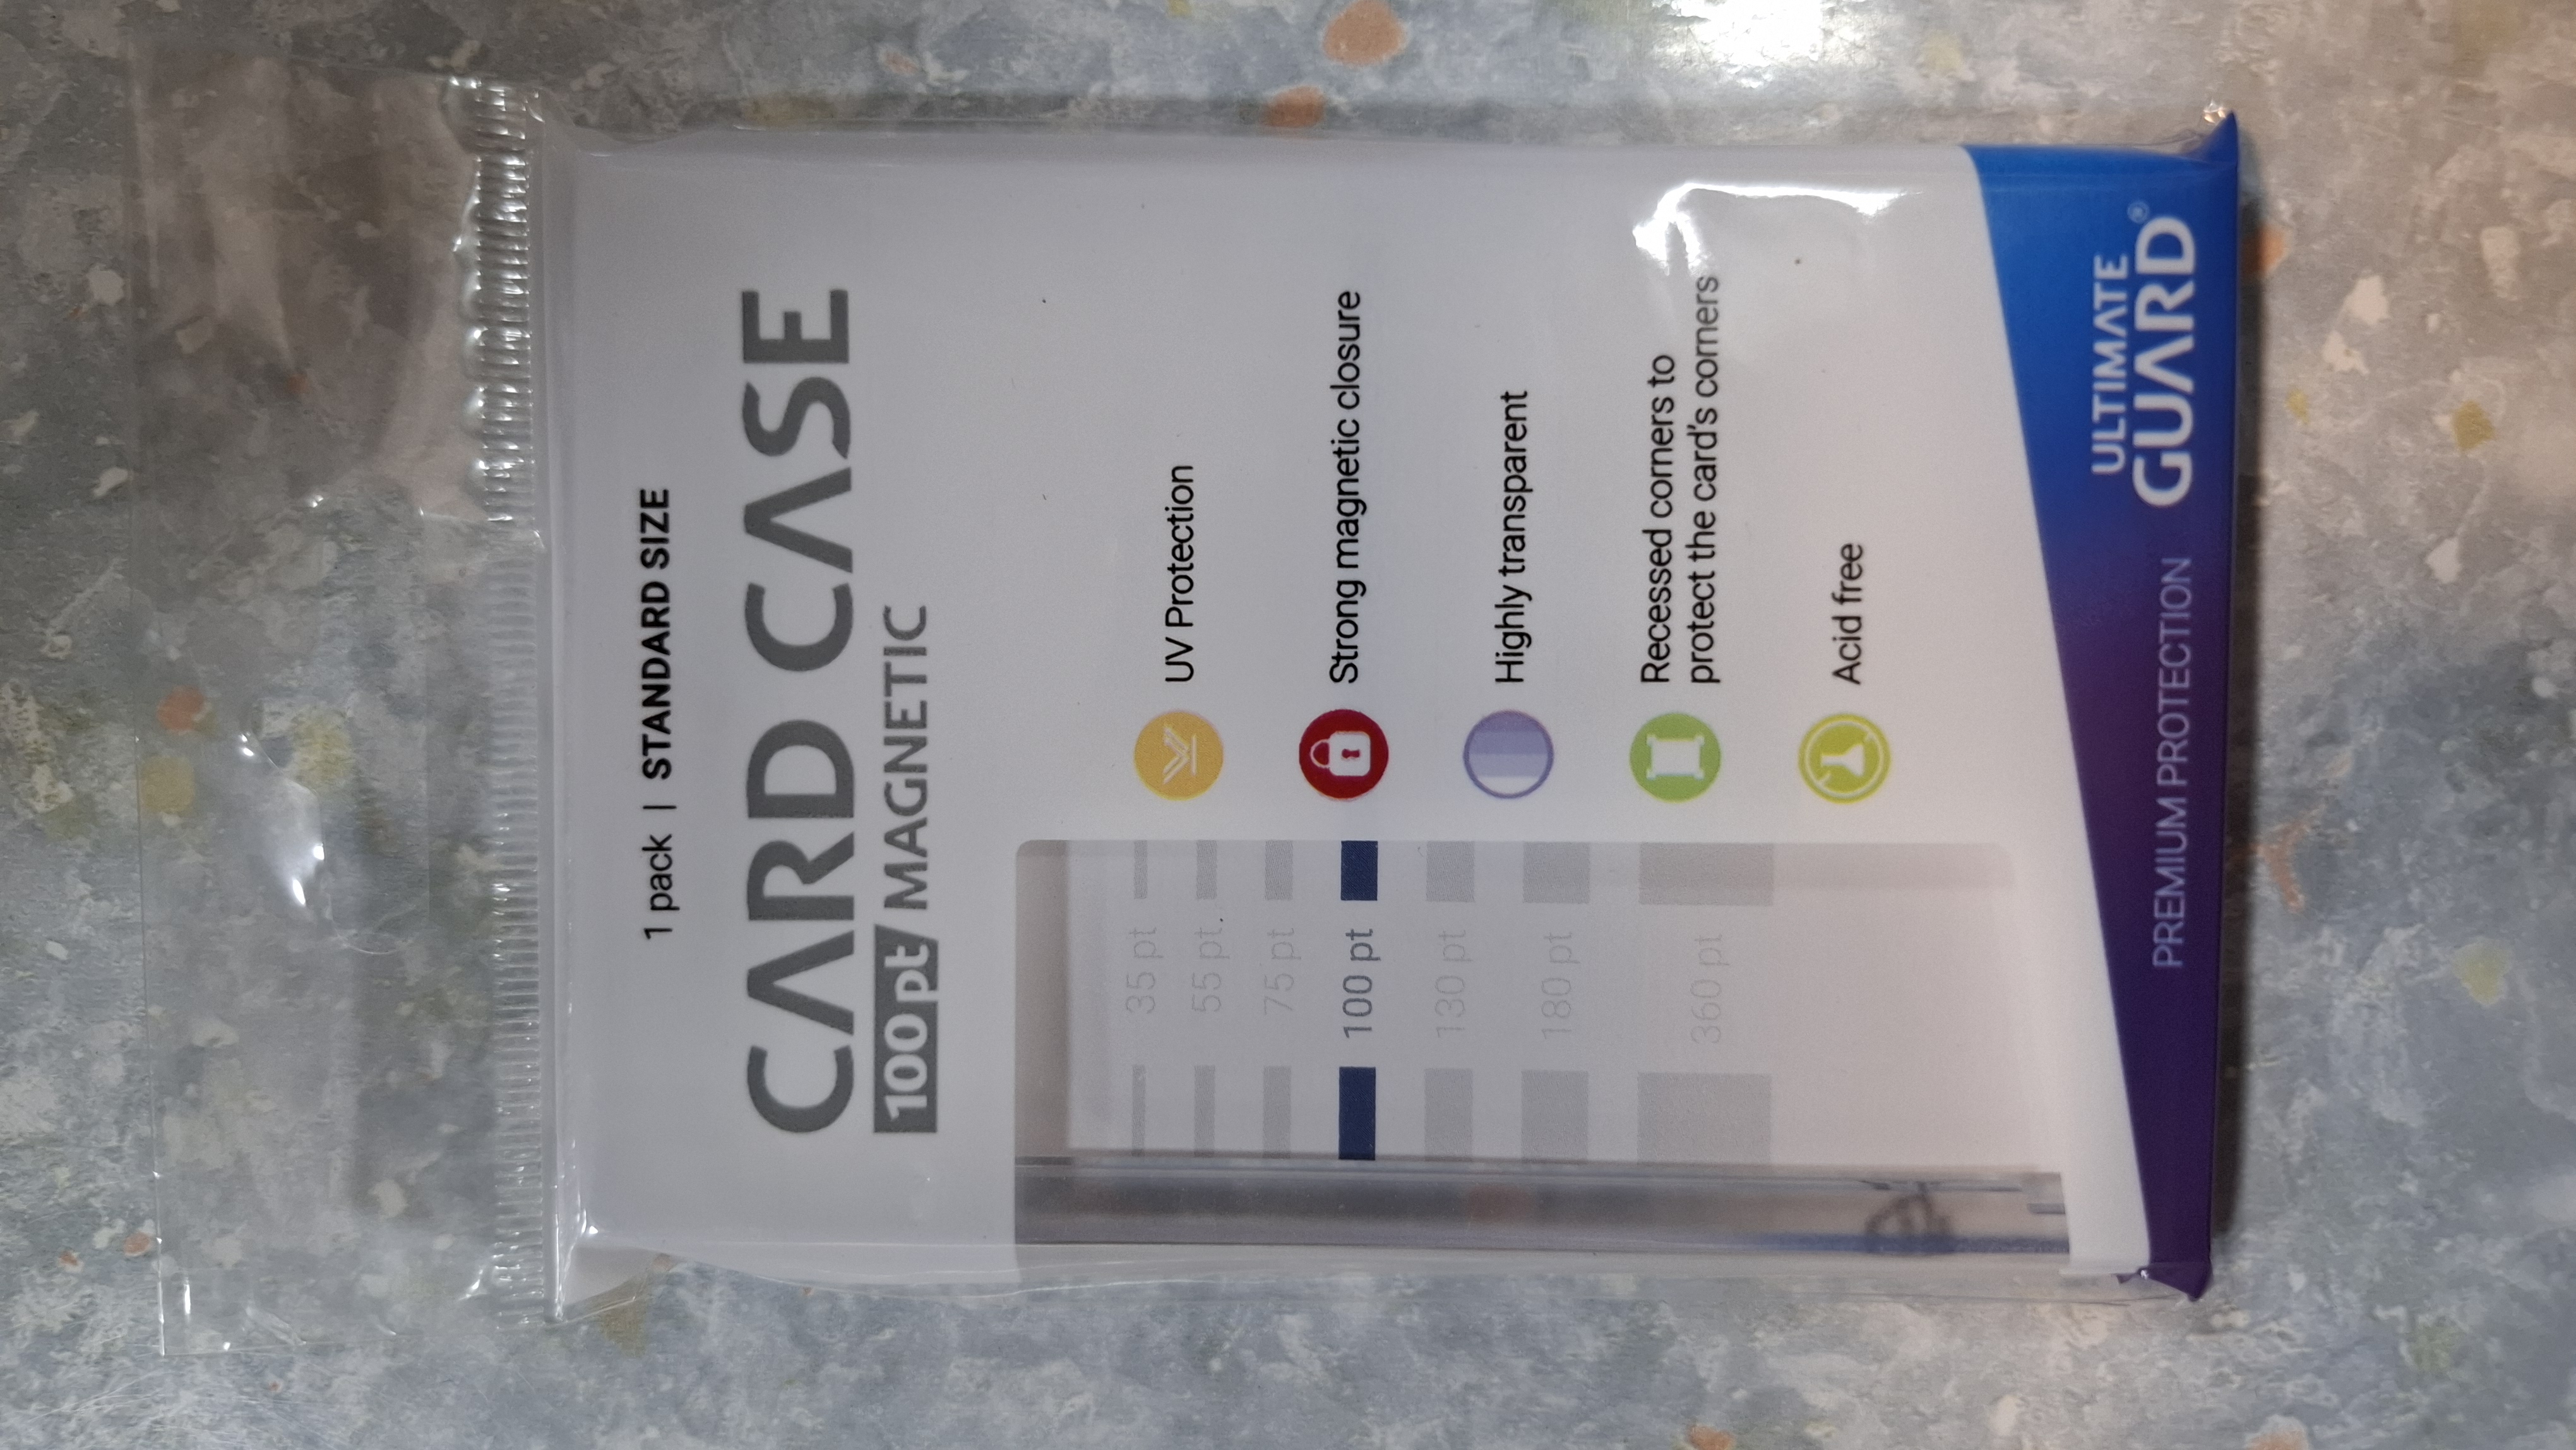 1 pack | STANDARD SIZE
CARD CASE
100 pt MAGNETIC
35 pt
55 pt
75 pt
100 pt
130 pt
180 pt
360 pt
UV Protection
Strong magnetic closure
Highly transparent
Recessed corners to
protect the card's corners
Acid free
PREMIUM PROTECTION
ULTIMATE
GUARD®